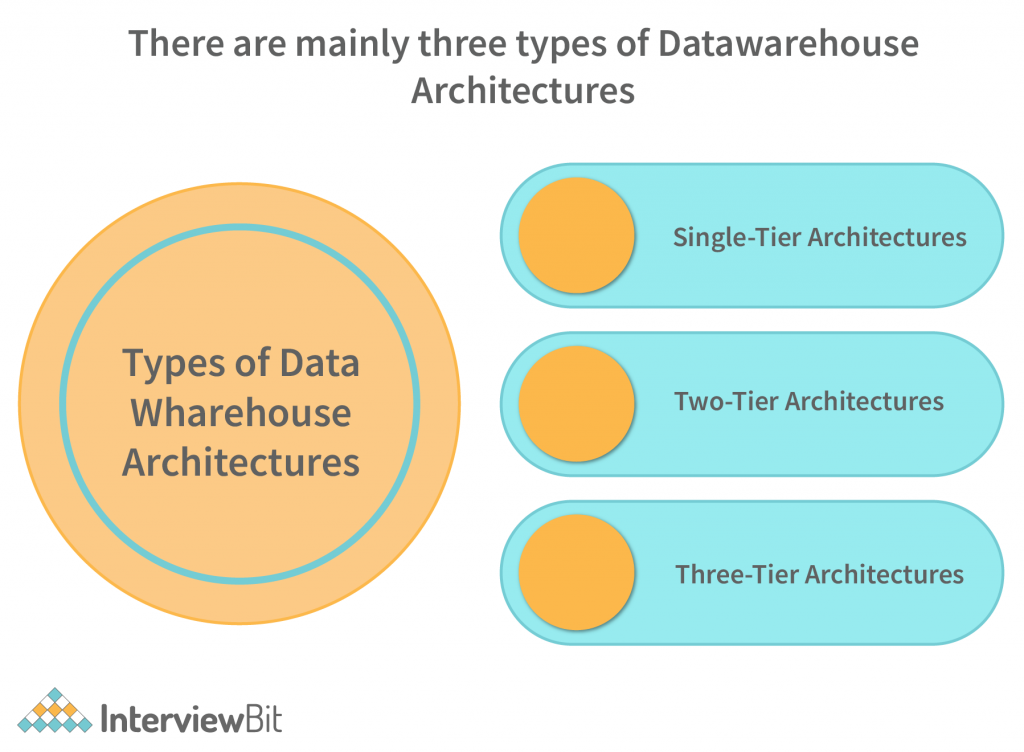 There are mainly three types of Datawarehouse
Architectures
Types of Data
Wharehouse
Architectures
Single-Tier Architectures
Two-Tier Architectures
Three-Tier Architectures
InterviewBit